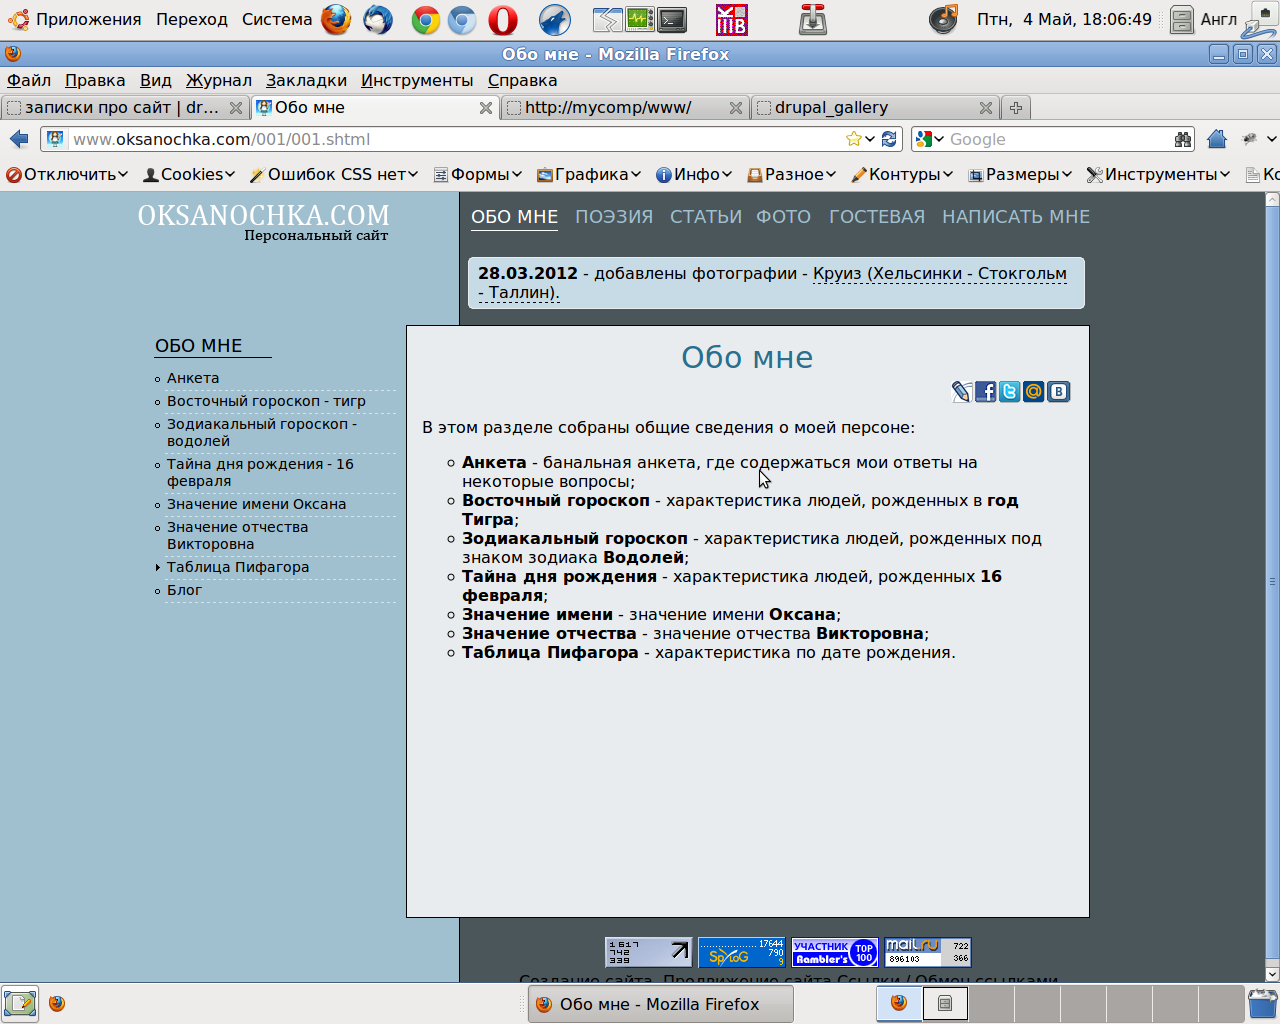 Приложения Переход Система
Птн, 4 Май, 18:06:49 Англ
Обо мне - Mozilla Firefox
Файл Правка Вид Журнал Закладки Инструменты Справка
записки про сайт | dr... Обо мне http://mycomp/www/ drupal_gallery
www.oksanochka.com/001/001.shtml Google
Отключить Cookies Ошибок CSS нет Формы Графика Инфо Разное Контуры Размеры Инструменты Ко
OKSANOCHKA.COM
Персональный сайт
ОБО МНЕ ПОЭЗИЯ СТАТЬИ ФОТО ГОСТЕВАЯ НАПИСАТЬ МНЕ
28.03.2012 - добавлены фотографии - Круиз (Хельсинки - Стокгольм
- Таллин).
ОБО МНЕ
Анкета
Восточный гороскоп - тигр
Зодиакальный гороскоп -
водолей
Тайна дня рождения - 16
февраля
Значение имени Оксана
Значение отчества
Викторовна
Таблица Пифагора
Блог
Обо мне
В этом разделе собраны общие сведения о моей персоне:
Анкета - банальная анкета, где содержаться мои ответы на
некоторые вопросы;
Восточный гороскоп - характеристика людей, рожденных в год
Тигра;
Зодиакальный гороскоп - характеристика людей, рожденных под
знаком зодиака Водолей;
Тайна дня рождения - характеристика людей, рожденных 16
февраля;
Значение имени - значение имени Оксана;
Значение отчества - значение отчества Викторовна;
Таблица Пифагора - характеристика по дате рождения.
1617
742
339
17644
790
9
SpyLOG
УЧАСТНИК
Rambler's
TOP
100
mail.ru 722
896103 366
Создание сайта, Продвижение сайта Ссылки / Обмен ссылками
Обо мне - Mozilla Firefox